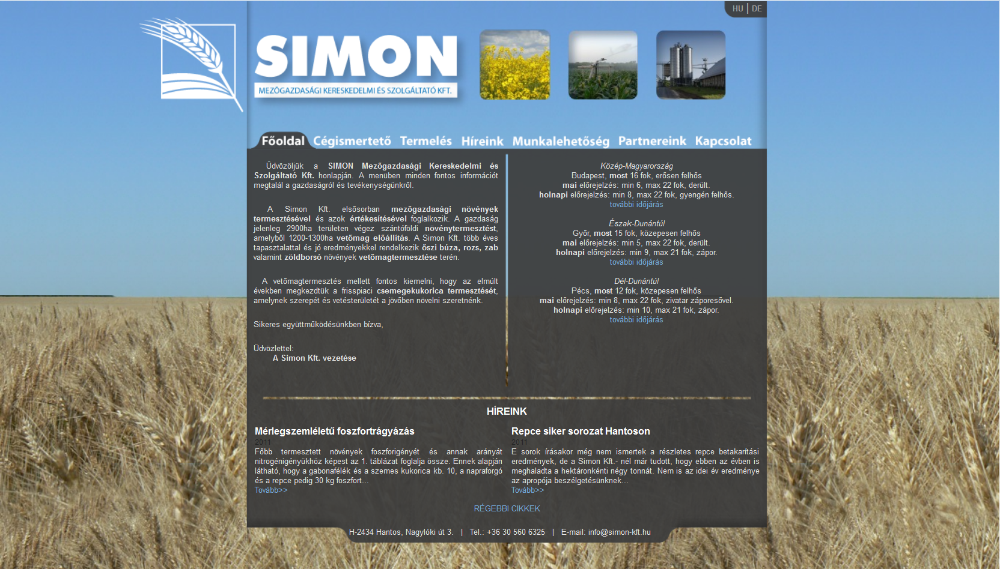 HU | DE
SIMON
MEZŐGAZDASÁGI KERESKEDELMI ÉS SZOLGÁLTATÓ KFT.
Főoldal Cégismertető Termelés Híreink Munkalehetőség Partnereink Kapcsolat
Üdvözöljük a SIMON Mezőgazdasági Kereskedelmi és
Szolgáltató Kft. honlapján. A menüben minden fontos információt
megtalál a gazdaságról és tevékenységünkről.
A Simon Kft. elsősorban mezőgazdasági növények
termesztésével és azok értékesítésével foglalkozik. A gazdaság
jelenleg 2900ha területen végez szántóföldi növénytermesztést,
amelyből 1200-1300ha vetőmag előállítás. A Simon Kft. több éves
tapasztalattal és jó eredményekkel rendelkezik őszi búza, rozs, zab
valamint zöldborsó növények vetőmagtermesztése terén.
A vetőmagtermesztés mellett fontos kiemelni, hogy az elmúlt
években megkezdtük a frisspiaci csemegekukorica termesztését,
amelynek szerepét és vetésterületét a jövőben növelni szeretnénk.
Sikeres együttműködésünkben bízva,
Üdvözlettel:
A Simon Kft. vezetése
Közép-Magyarország
Budapest, most 16 fok, erősen felhős
mai előrejelzés: min 6, max 22 fok, derült.
holnapi előrejelzés: min 8, max 22 fok, gyengén felhős.
további időjárás
Észak-Dunántúl
Győr, most 15 fok, közepesen felhős
mai előrejelzés: min 5, max 22 fok, derült.
holnapi előrejelzés: min 9, max 21 fok, zápor.
további időjárás
Dél-Dunántúl
Pécs, most 12 fok, közepesen felhős
mai előrejelzés: min 8, max 22 fok, zivatar záporesővel.
holnapi előrejelzés: min 10, max 21 fok, zápor.
további időjárás
HÍREINK
Mérlegszemléletű foszfortrágyázás
2011
Főbb termesztett növények foszforigényét és annak arányát
nitrogénigényükhöz képest az 1. táblázat foglalja össze. Ennek alapján
látható, hogy a gabonafélék és a szemes kukorica kb. 10, a napraforgó
és a repce pedig 30 kg foszfort...
Tovább>>
Repce siker sorozat Hantoson
2011
E sorok írásakor még nem ismertek a részletes repce betakarítási
eredmények, de a Simon Kft.- nél már tudott, hogy ebben az évben is
meghaladta a hektáronkénti négy tonnát. Nem is az idei év eredménye
az apropója beszélgetésünknek...
Tovább>>
RÉGEBBI CIKKEK
H-2434 Hantos, Nagylóki út 3. | Tel.: +36 30 560 6325 | E-mail: info@simon-kft.hu